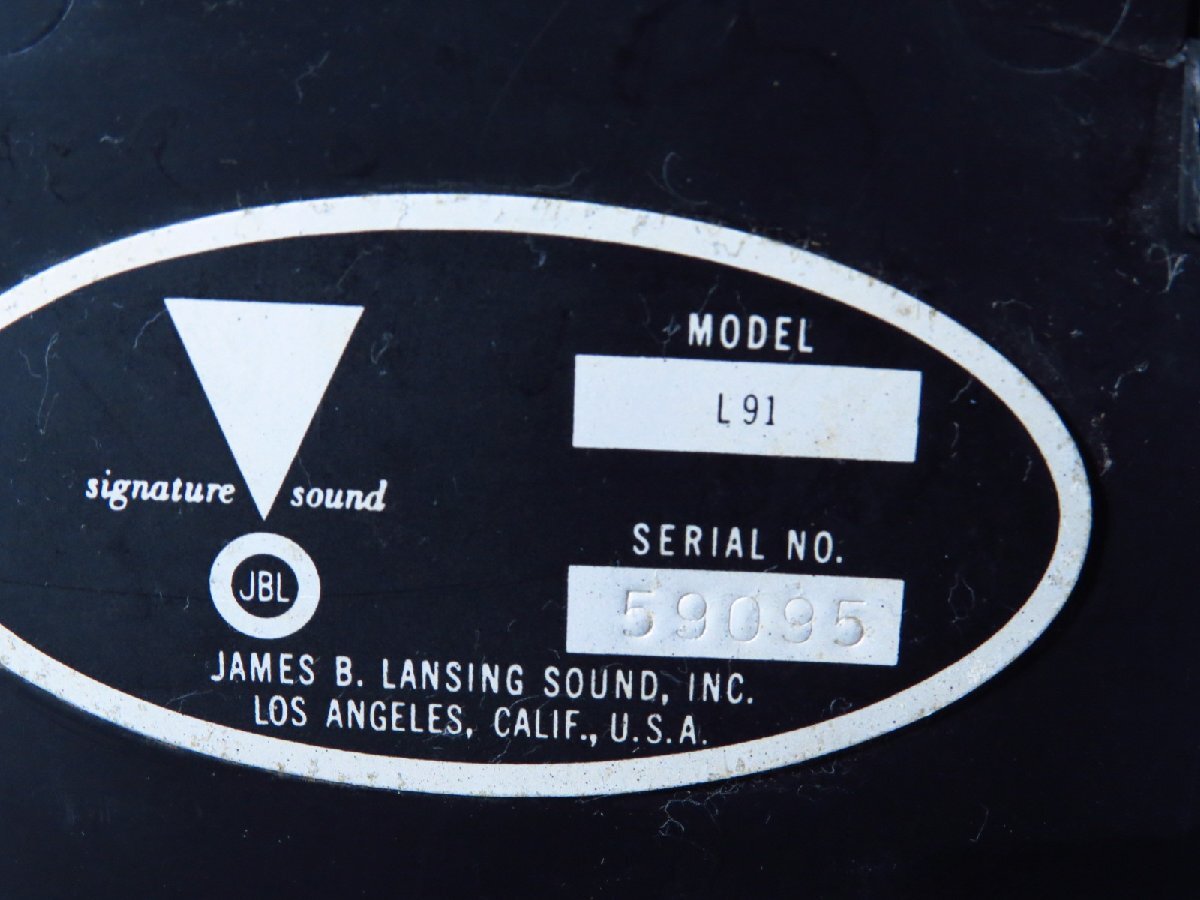 MODEL
L91
signature sound
SERIAL NO.
59095
JBL
JAMES B. LANSING SOUND, INC.
LOS ANGELES, CALIF., U.S.A.